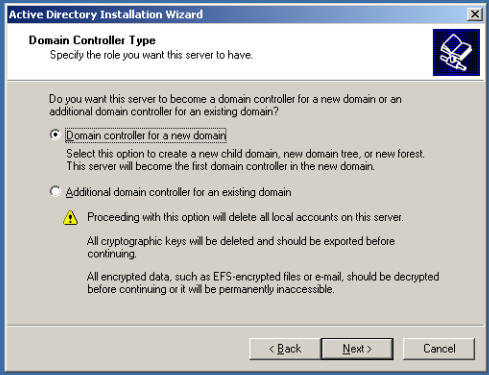 Active Directory Installation Wizard
Domain Controller Type
Specify the role you want this server to have.
Do you want this server to become a domain controller for a new domain or an
additional domain controller for an existing domain?
Domain controller for a new domain
Select this option to create a new child domain, new domain tree, or new forest.
This server will become the first domain controller in the new domain.
Additional domain controller for an existing domain
Proceeding with this option will delete all local accounts on this server.
All cryptographic keys will be deleted and should be exported before
continuing.
All encrypted data, such as EFS-encrypted files or e-mail, should be decrypted
before continuing or it will be permanently inaccessible.
< Back Next > Cancel